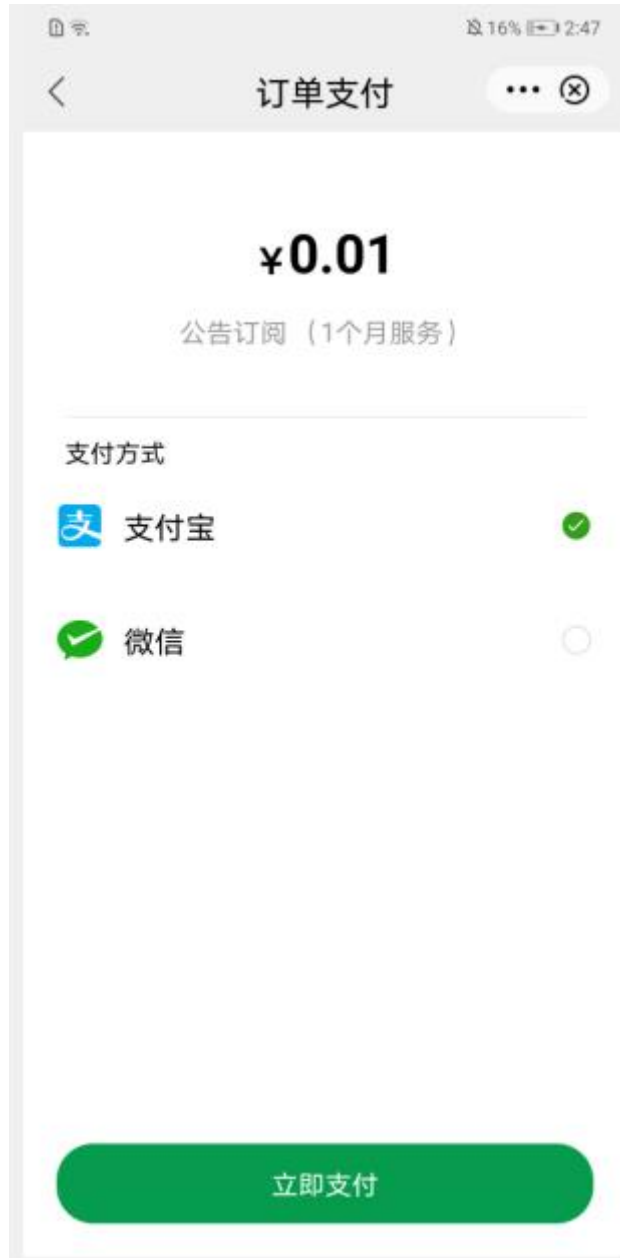 16% 2:47
订单支付
¥0.01
公告订阅（1个月服务）
支付方式
支 支付宝
微信
立即支付